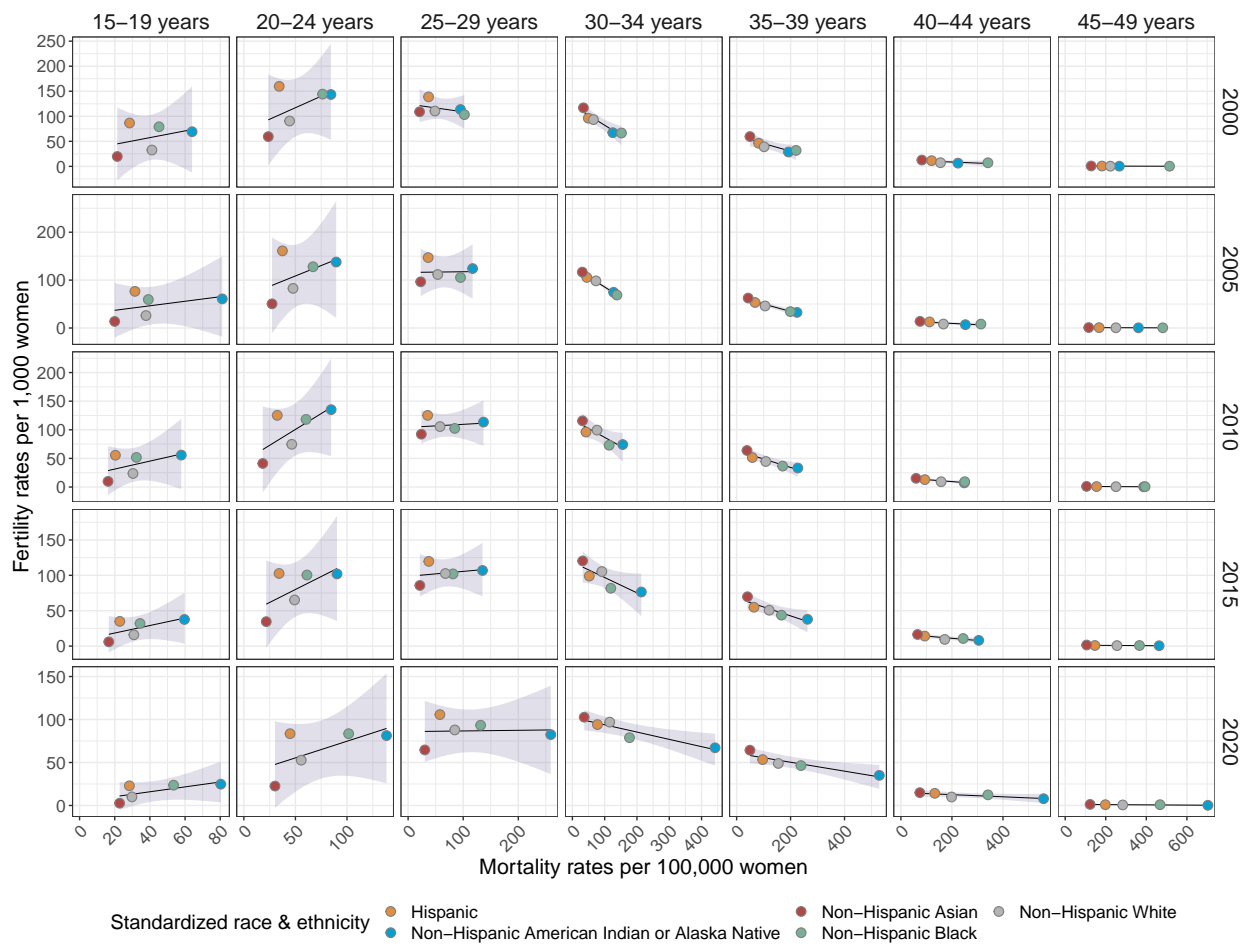 15−19 years 20−24 years 25−29 years 30−34 years 35−39 years 40−44 years 45−49 years
250
200
150
100
50
0
2000
200
100
0
2005
200
150
100
50
0
2010
150
100
50
0
2015
150
100
50
0
2020
Fertility rates per 1,000 women
0 20 40 60 80 0 50 100 0 100 200 0 100 200 300 400 0 200 400 0 200 400 0 200 400 600
Mortality rates per 100,000 women
Standardized race & ethnicity
Hispanic
Non−Hispanic American Indian or Alaska Native
Non−Hispanic Asian
Non−Hispanic Black
Non−Hispanic White